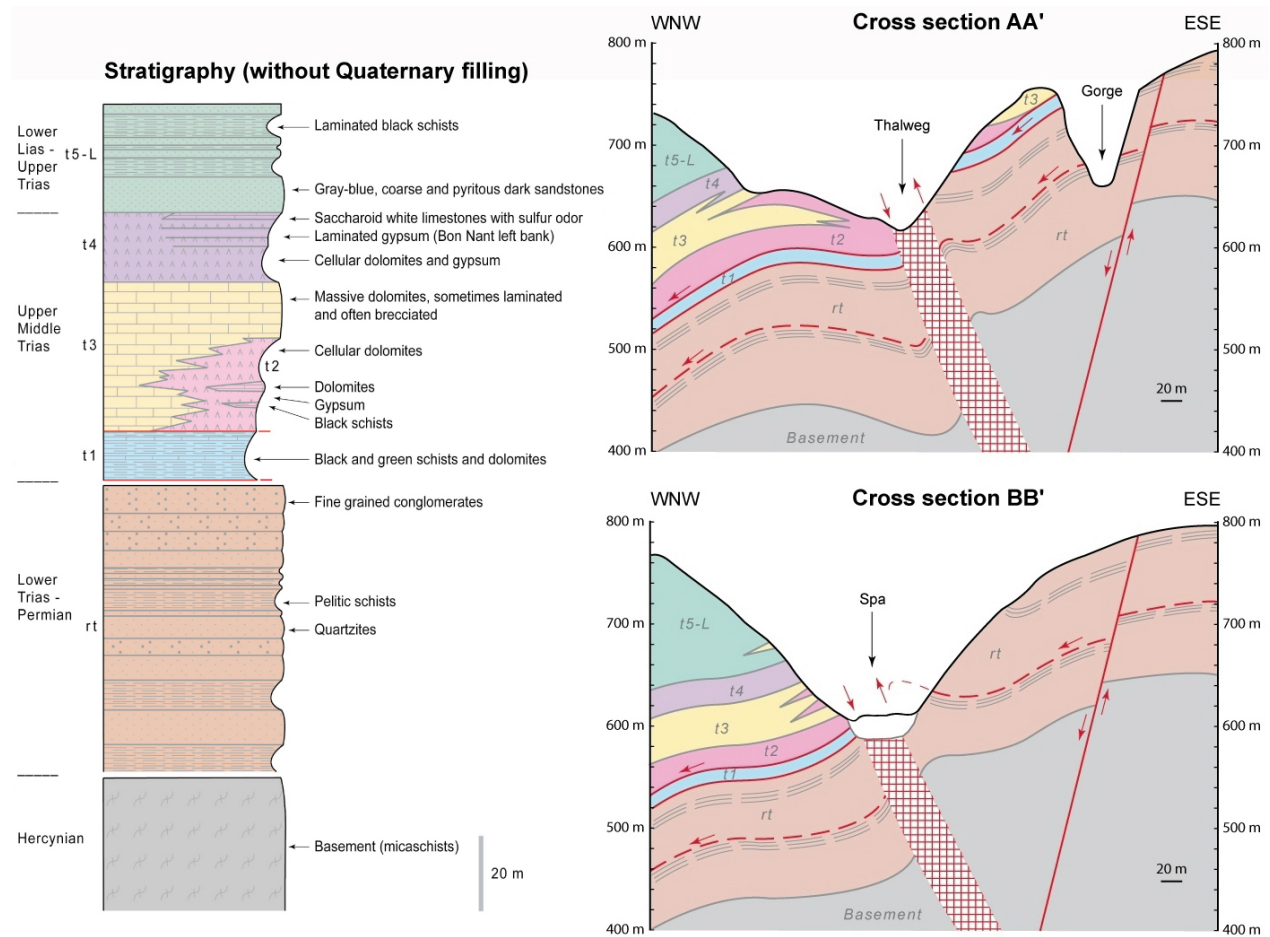 Stratigraphy (without Quaternary filling)
Lower
Lias -
Upper
Trias
t5-L
Laminated black schists
Gray-blue, coarse and pyritous dark sandstones
t4
Saccharoid white limestones with sulfur odor
Laminated gypsum (Bon Nant left bank)
Cellular dolomites and gypsum
Upper
Middle
Trias
t3
Massive dolomites, sometimes laminated
and often brecciated
Cellular dolomites
t2
Dolomites
Gypsum
Black schists
t1
Black and green schists and dolomites
Lower
Trias -
Permian
rt
Fine grained conglomerates
Pelitic schists
Quartzites
Hercynian
Basement (micaschists)
20 m
WNW
Cross section AA'
ESE
800 m
700 m
600 m
500 m
400 m
800 m
700 m
600 m
500 m
400 m
Thalweg
Gorge
t3
t5-L
t4
t3
t2
t1
rt
rt
Basement
20 m
WNW
Cross section BB'
ESE
800 m
700 m
600 m
500 m
400 m
800 m
700 m
600 m
500 m
400 m
Spa
t5-L
t4
t3
t2
t1
rt
rt
Basement
20 m